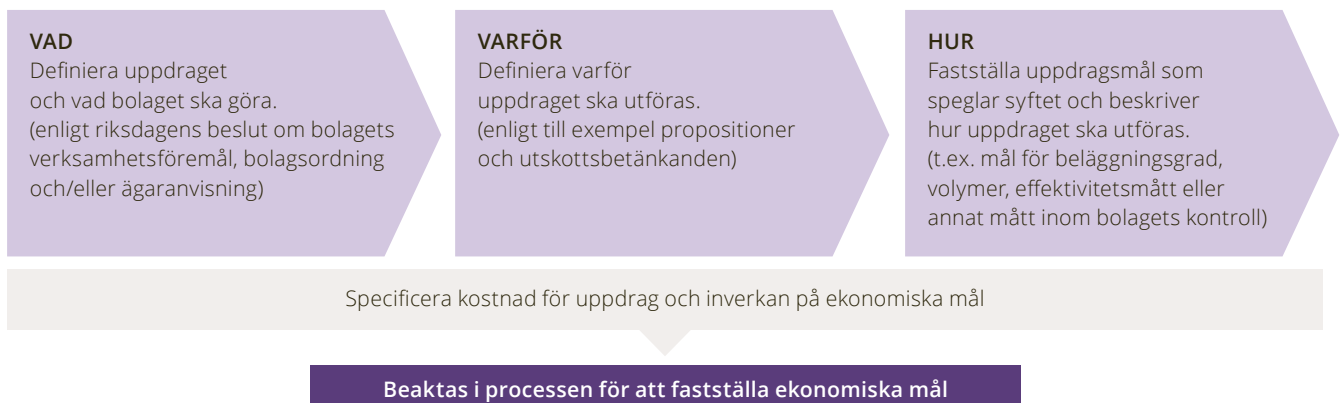 VAD
Definiera uppdraget
och vad bolaget ska göra.
(enligt riksdagens beslut om bolagets
verksamhetsföremål, bolagsordning
och/eller ägaranvisning)
VARFÖR
Definiera varför
uppdraget ska utföras.
(enligt till exempel propositioner
och utskottsbetänkanden)
HUR
Fastställa uppdragsmål som
speglar syftet och beskriver
hur uppdraget ska utföras.
(t.ex. mål för beläggningsgrad,
volymer, effektivitetsmått eller
annat mått inom bolagets kontroll)
Specificera kostnad för uppdrag och inverkan på ekonomiska mål
Beaktas i processen för att fastställa ekonomiska mål